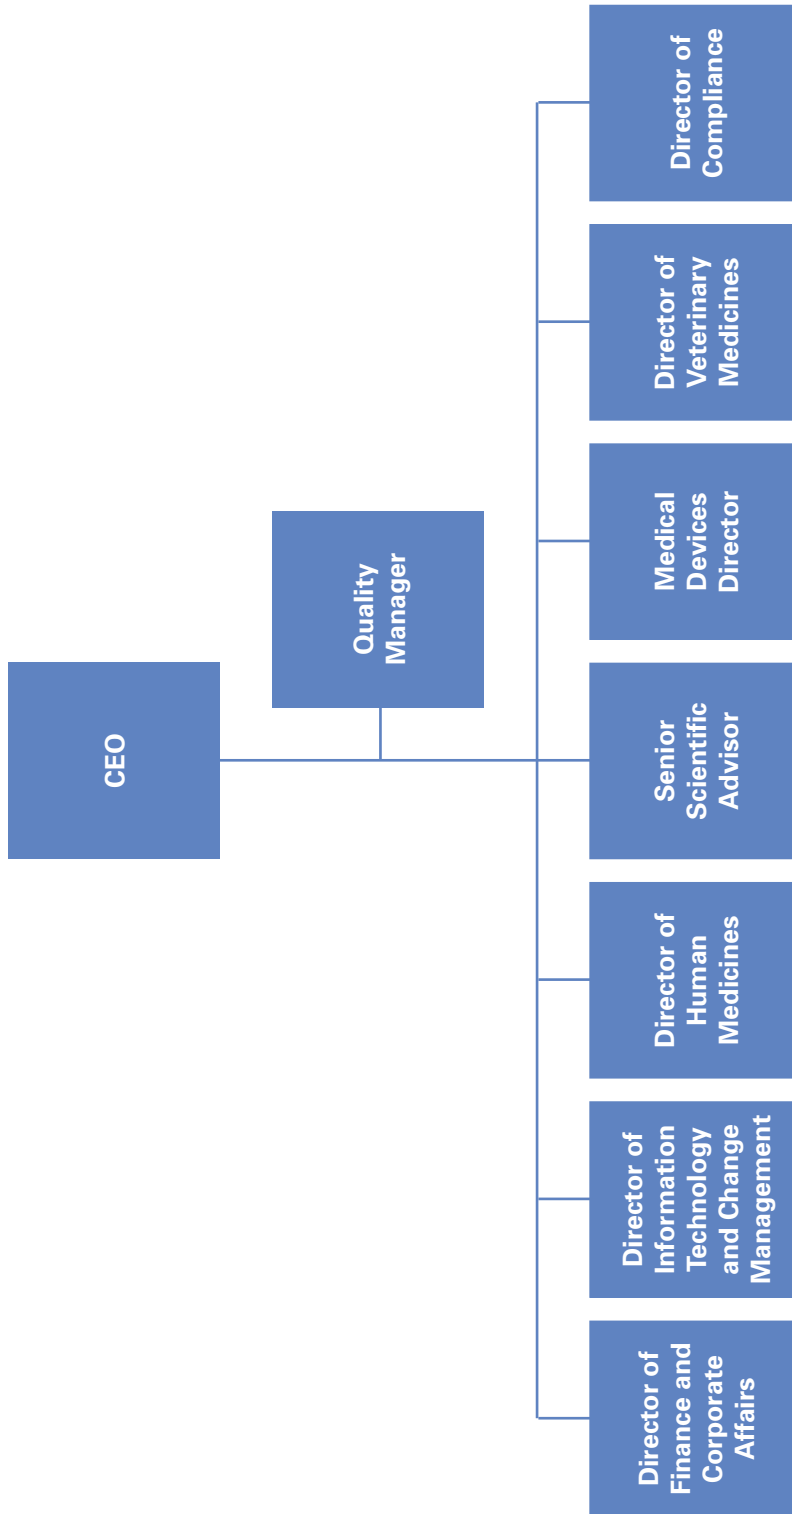 CEO
Quality
Manager
Director of
Finance and
Corporate
Affairs
Director of
Information
Technology
and Change
Management
Director of
Human
Medicines
Senior
Scientific
Advisor
Medical
Devices
Director
Director of
Veterinary
Medicines
Director of
Compliance